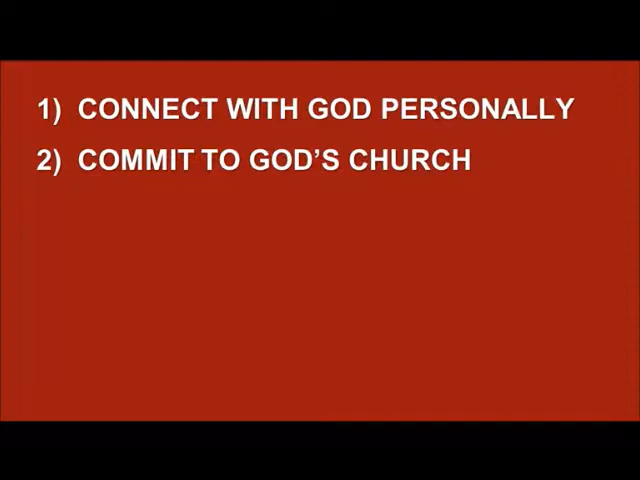 1) CONNECT WITH GOD PERSONALLY
2) COMMIT TO GOD’S CHURCH